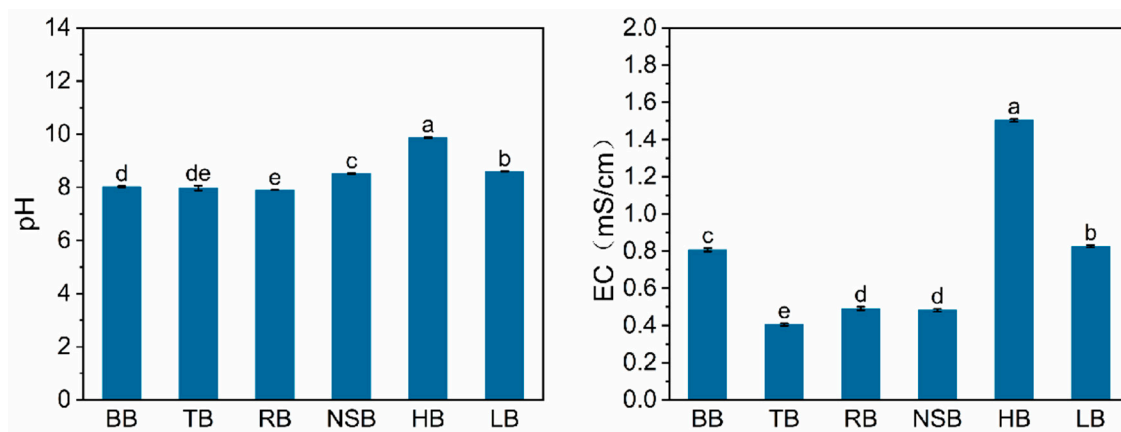 14
12
10
8
6
4
2
0
pH
d
de
e
c
a
b
BB TB RB NSB HB LB
2.0
1.8
1.6
1.4
1.2
1.0
0.8
0.6
0.4
0.2
0.0
EC（mS/cm）
c
e
d
d
a
b
BB TB RB NSB HB LB